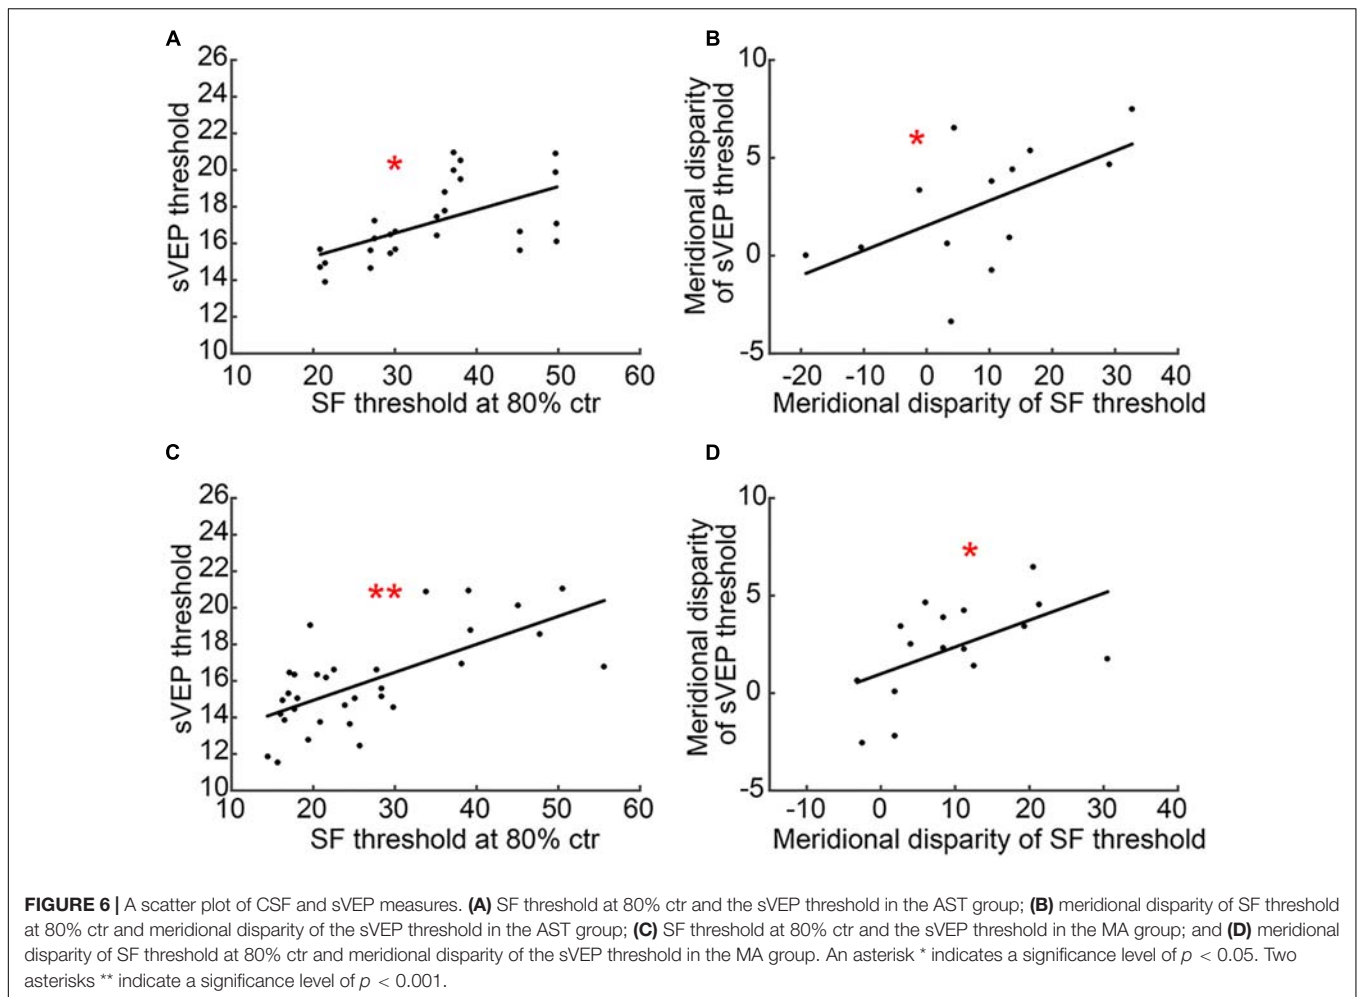 A
26
24
22
20
18
16
14
12
10
sVEP threshold
*
10 20 30 40 50 60
SF threshold at 80% ctr
B
10
5
0
-5
Meridional disparity
of sVEP threshold
*
-20 -10 0 10 20 30 40
Meridional disparity of SF threshold
C
26
24
22
20
18
16
14
12
10
sVEP threshold
**
10 20 30 40 50 60
SF threshold at 80% ctr
D
10
5
0
-5
Meridional disparity
of sVEP threshold
*
-10 0 10 20 30 40
Meridional disparity of SF threshold
FIGURE 6 | A scatter plot of CSF and sVEP measures. (A) SF threshold at 80% ctr and the sVEP threshold in the AST group; (B) meridional disparity of SF threshold
at 80% ctr and meridional disparity of the sVEP threshold in the AST group; (C) SF threshold at 80% ctr and the sVEP threshold in the MA group; and (D) meridional
disparity of SF threshold at 80% ctr and meridional disparity of the sVEP threshold in the MA group. An asterisk * indicates a significance level of p < 0.05. Two
asterisks ** indicate a significance level of p < 0.001.